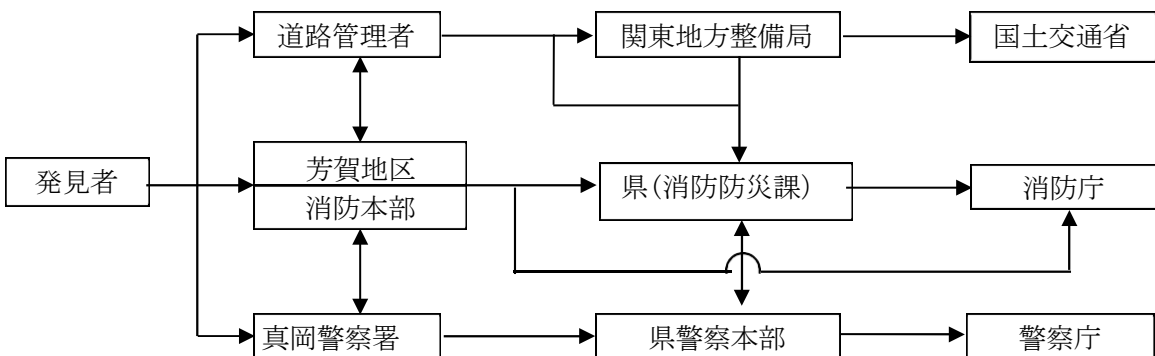 道路管理者
関東地方整備局
国土交通省
発見者
芳賀地区
消防本部
県(消防防災課)
消防庁
真岡警察署
県警察本部
警察庁